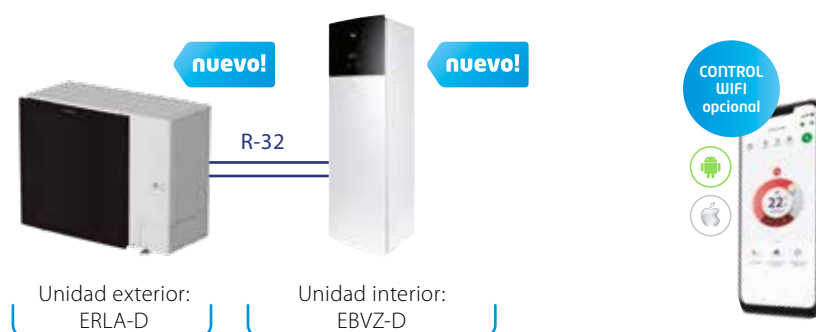 nuevo!
nuevo!
CONTROL
WIFI
opcional
R-32
22
Unidad exterior:
ERLA-D
Unidad interior:
EBVZ-D